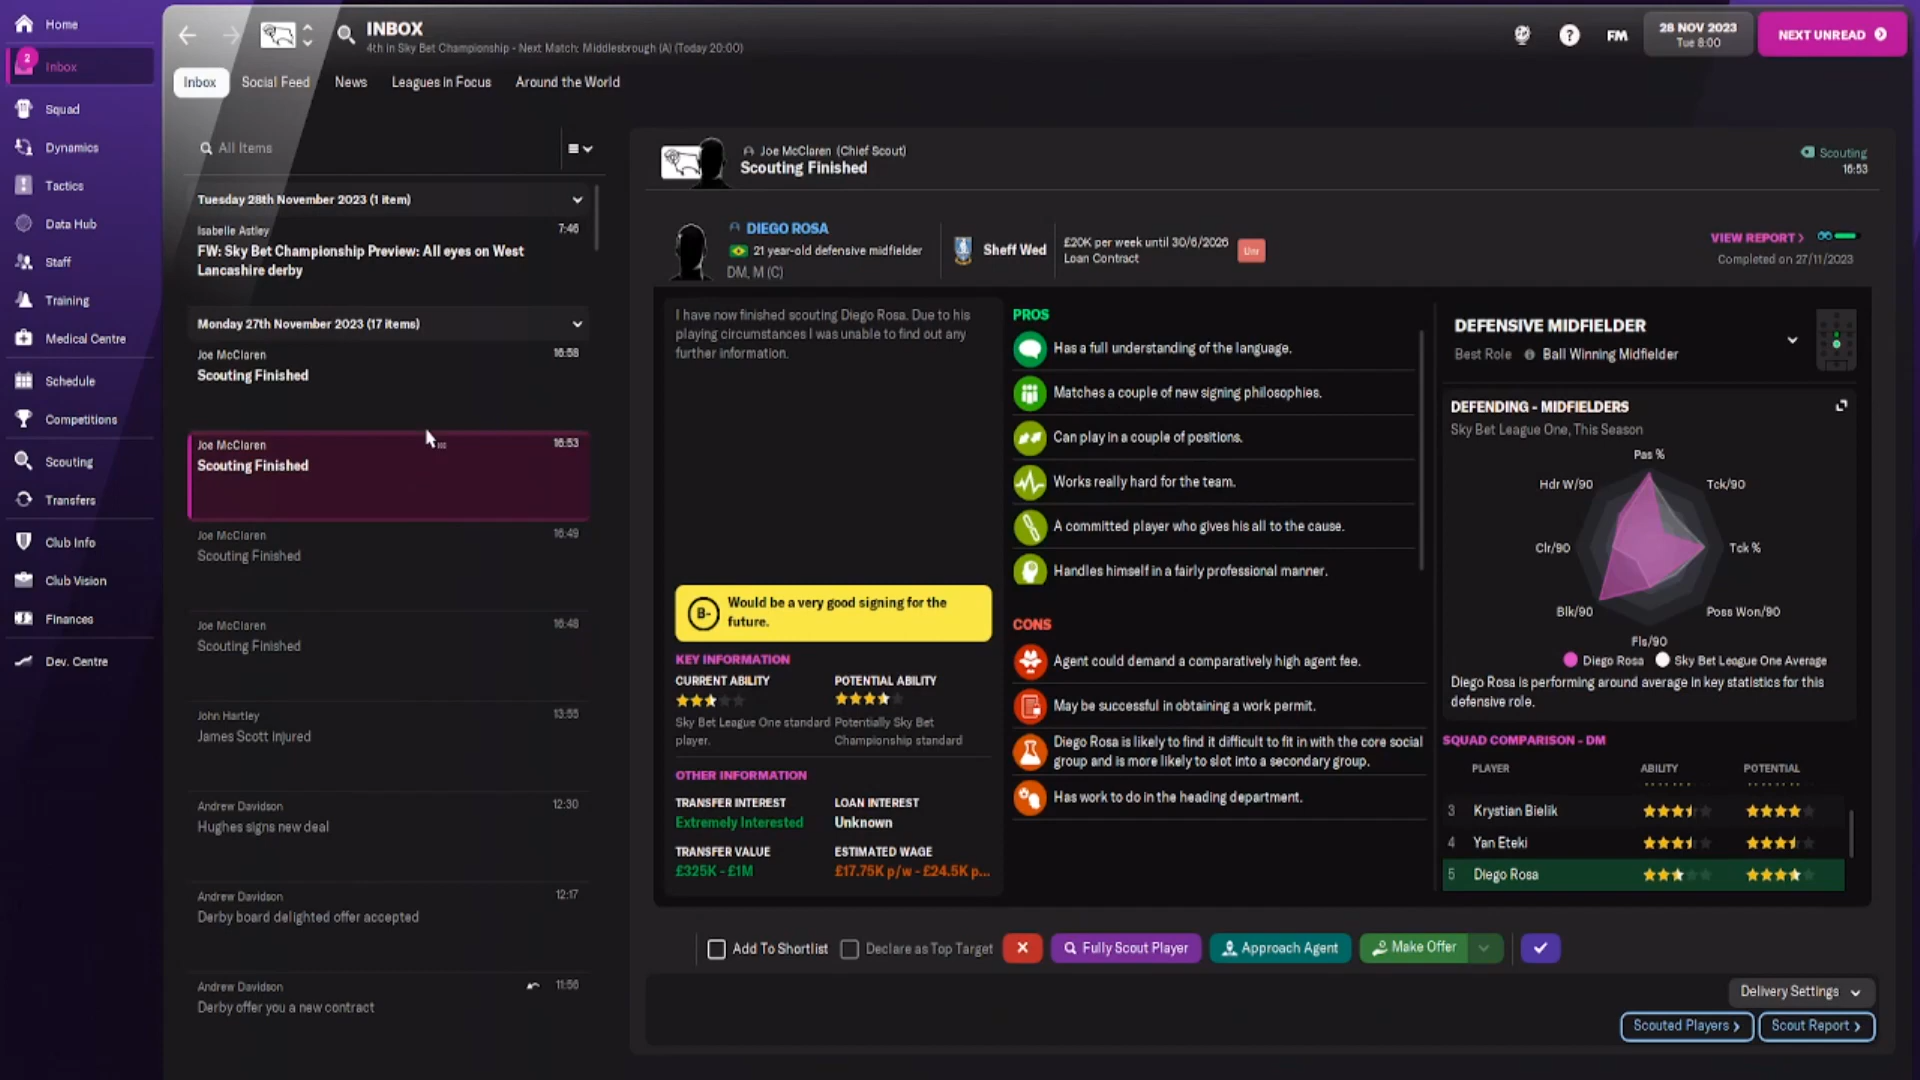 Home
2
Inbox
Squad
Dynamics
Tactics
Data Hub
Staff
Training
Medical Centre
Schedule
Competitions
Scouting
Transfers
Club Info
Club Vision
Finances
Dev. Centre
INBOX
4th in Sky Bet Championship - Next Match: Middlesbrough (A) (Today 20:00)
?
FM
28 NOV 2023
Tue 8:00
NEXT UNREAD
Inbox
Social Feed
News
Leagues in Focus
Around the World
All Items
Tuesday 28th November 2023 (1 item)
Isabelle Astley
7:46
FW: Sky Bet Championship Preview: All eyes on West
Lancashire derby
Monday 27th November 2023 (17 items)
Joe McClaren
16:58
Scouting Finished
Joe McClaren
16:53
Scouting Finished
Joe McClaren
16:49
Scouting Finished
Joe McClaren
16:48
Scouting Finished
John Hartley
13:55
James Scott injured
Andrew Davidson
12:30
Hughes signs new deal
Andrew Davidson
12:17
Derby board delighted offer accepted
Andrew Davidson
11:56
Derby offer you a new contract
Joe McClaren (Chief Scout)
Scouting Finished
Scouting
16:53
DIEGO ROSA
21 year-old defensive midfielder
DM, M (C)
Sheff Wed
£20K per week until 30/6/2026
Loan Contract
Unr
VIEW REPORT >
Completed on 27/11/2023
I have now finished scouting Diego Rosa. Due to his
playing circumstances I was unable to find out any
further information.
B-
Would be a very good signing for the
future.
KEY INFORMATION
CURRENT ABILITY
POTENTIAL ABILITY
Sky Bet League One standard
player.
Potentially Sky Bet
Championship standard
OTHER INFORMATION
TRANSFER INTEREST
LOAN INTEREST
Extremely Interested
Unknown
TRANSFER VALUE
ESTIMATED WAGE
£325K - £1M
£17.75K p/w - £24.5K p...
PROS
Has a full understanding of the language.
Matches a couple of new signing philosophies.
Can play in a couple of positions.
Works really hard for the team.
A committed player who gives his all to the cause.
Handles himself in a fairly professional manner.
CONS
Agent could demand a comparatively high agent fee.
May be successful in obtaining a work permit.
Diego Rosa is likely to find it difficult to fit in with the core social
group and is more likely to slot into a secondary group.
Has work to do in the heading department.
DEFENSIVE MIDFIELDER
Best Role
Ball Winning Midfielder
DEFENDING - MIDFIELDERS
Sky Bet League One, This Season
Pas %
Hdr W/90
Tck/90
Clr/90
Tck %
Blk/90
Poss Won/90
Fls/90
Diego Rosa
Sky Bet League One Average
Diego Rosa is performing around average in key statistics for this
defensive role.
SQUAD COMPARISON - DM
PLAYER
ABILITY
POTENTIAL
3 Krystian Bielik
4 Yan Eteki
5 Diego Rosa
Add To Shortlist
Declare as Top Target
Fully Scout Player
Approach Agent
Make Offer
Delivery Settings
Scouted Players >
Scout Report >